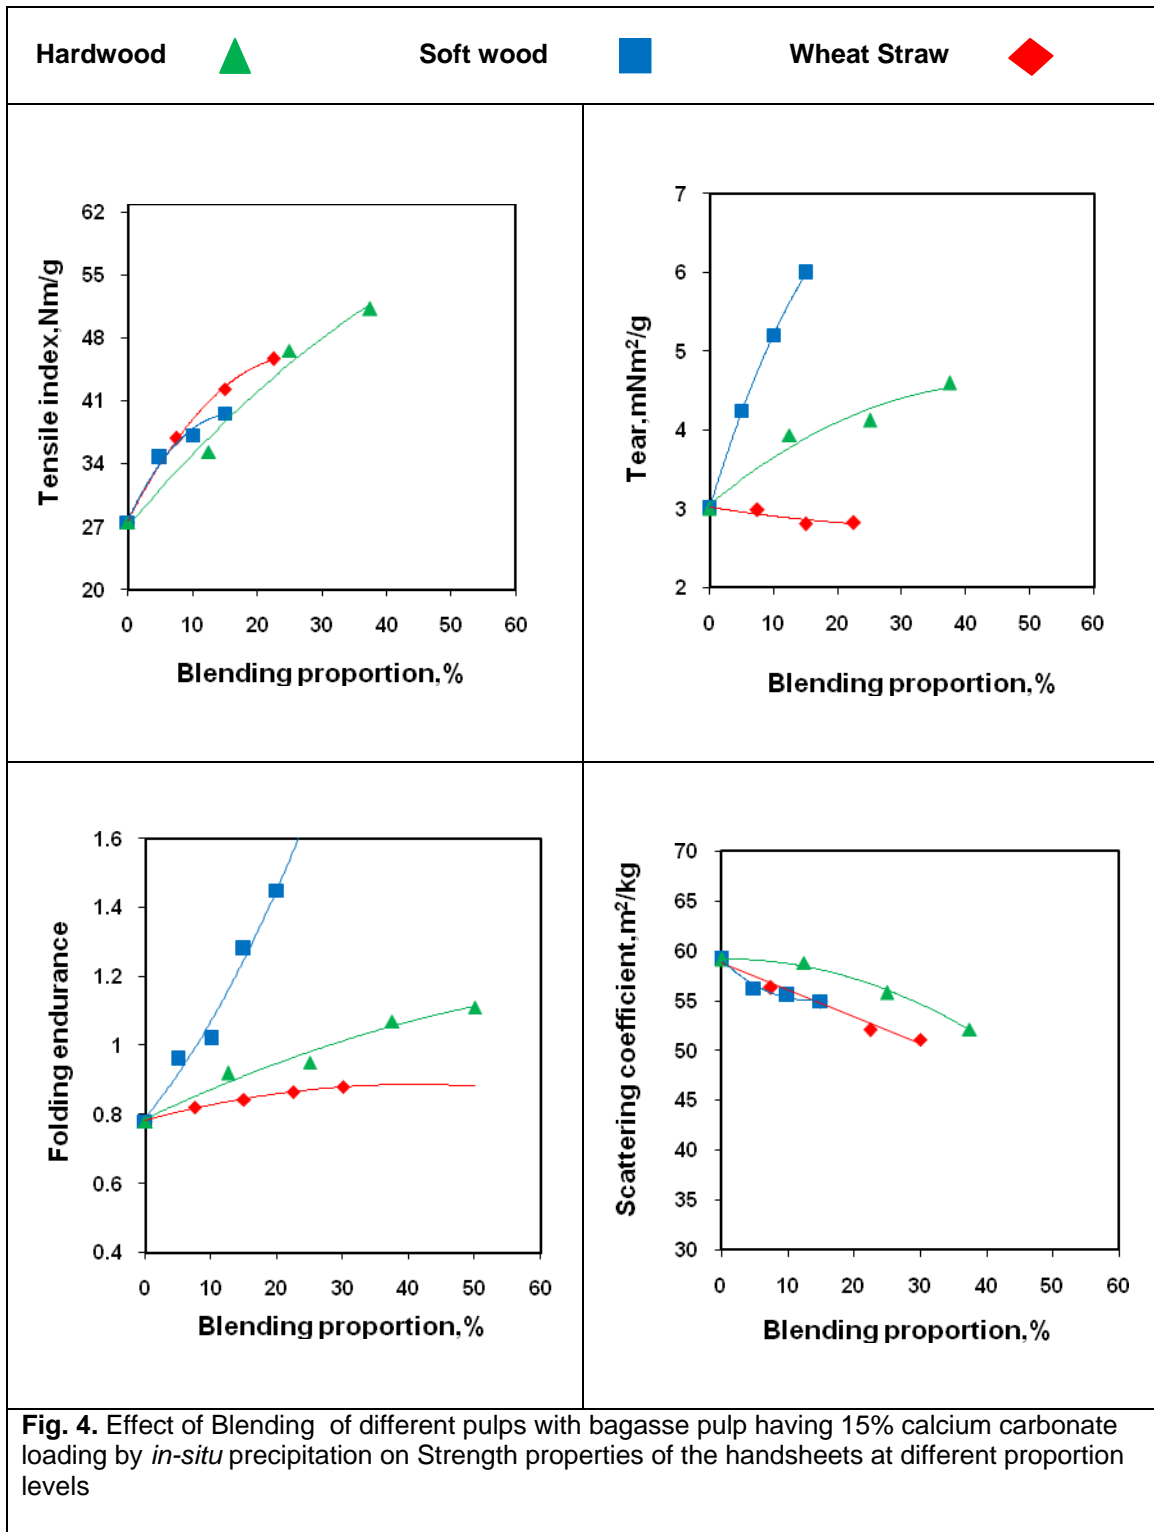 Hardwood Soft wood Wheat Straw
Tensile index,Nm/g
62
55
48
41
34
27
20
0 10 20 30 40 50 60
Blending proportion,%
Tear,mNm²/g
7
6
5
4
3
2
0 10 20 30 40 50 60
Blending proportion,%
Folding endurance
1.6
1.4
1.2
1
0.8
0.6
0.4
0 10 20 30 40 50 60
Blending proportion,%
Scattering coefficient,m²/kg
70
65
60
55
50
45
40
35
30
0 10 20 30 40 50 60
Blending proportion,%
Fig. 4. Effect of Blending of different pulps with bagasse pulp having 15% calcium carbonate
loading by in-situ precipitation on Strength properties of the handsheets at different proportion
levels